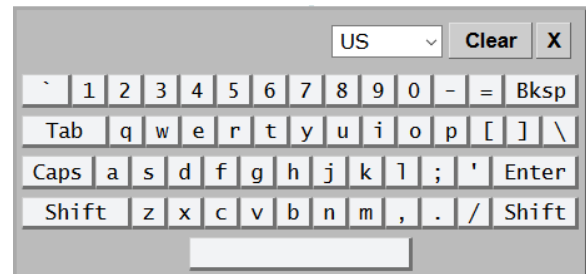 US Clear X
` 1 2 3 4 5 6 7 8 9 0 - = Bksp
Tab q w e r t y u i o p [ ] \
Caps a s d f g h j k l ; ' Enter
Shift z x c v b n m , . / Shift